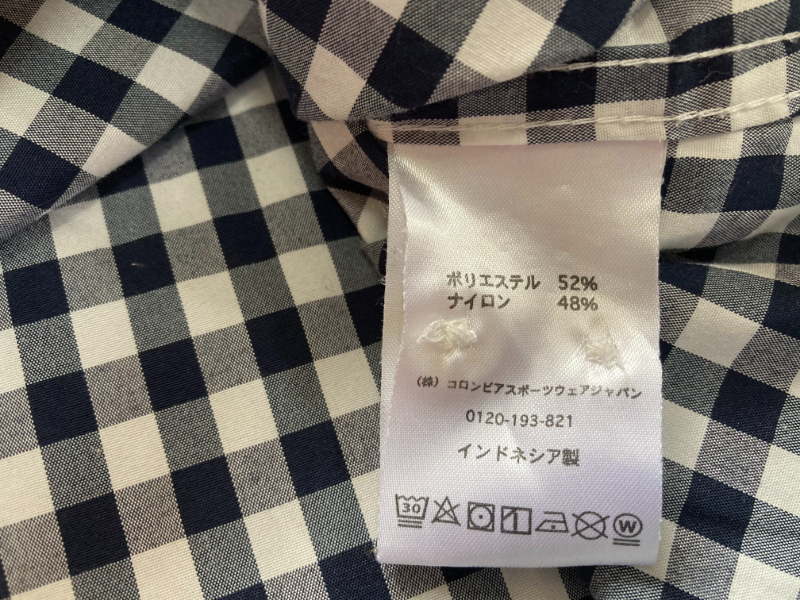 ポリエステル 52%
ナイロン 48%
(株) コロンビアスポーツウェアジャパン
0120-193-821
インドネシア製
30
W